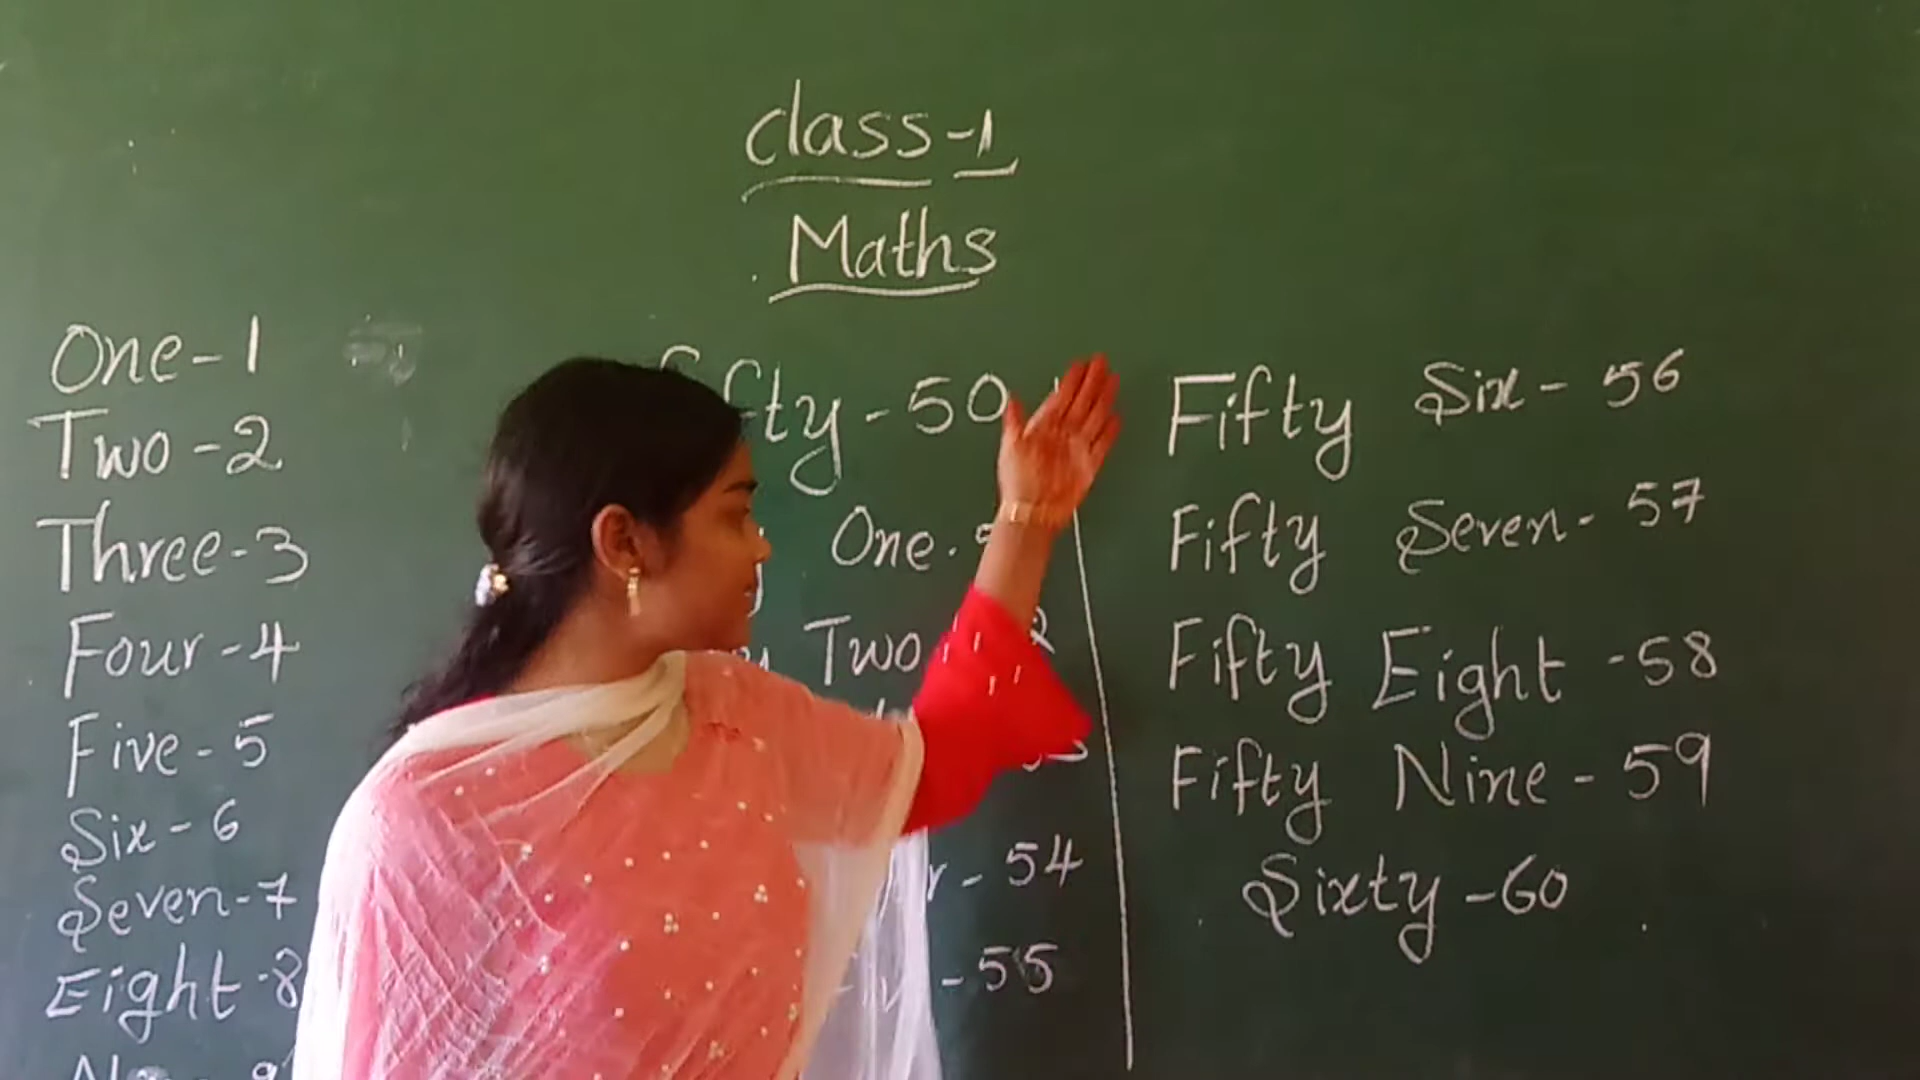 class-1
Maths
One-1
Two-2
Three-3
Four-4
Five-5
Six-6
Seven-7
Eight-8
-50
One.
Two
-54
-55
Fifty Six-56
Fifty Seven-57
Fifty Eight-58
Fifty Nine-59
Sixty-60